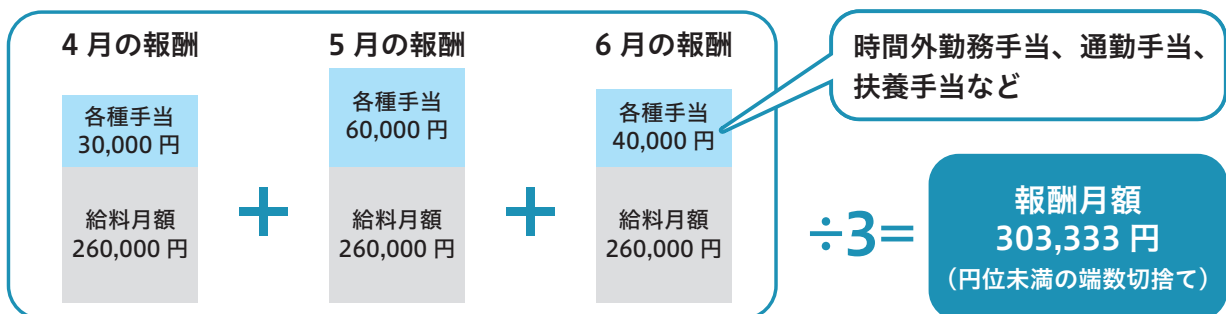 4月の報酬
各種手当
30,000 円
給料月額
260,000 円
+
5月の報酬
各種手当
60,000 円
給料月額
260,000 円
+
6月の報酬
各種手当
40,000 円
給料月額
260,000 円
時間外勤務手当、通勤手当、
扶養手当など
÷3=
報酬月額
303,333 円
（円位未満の端数切捨て）